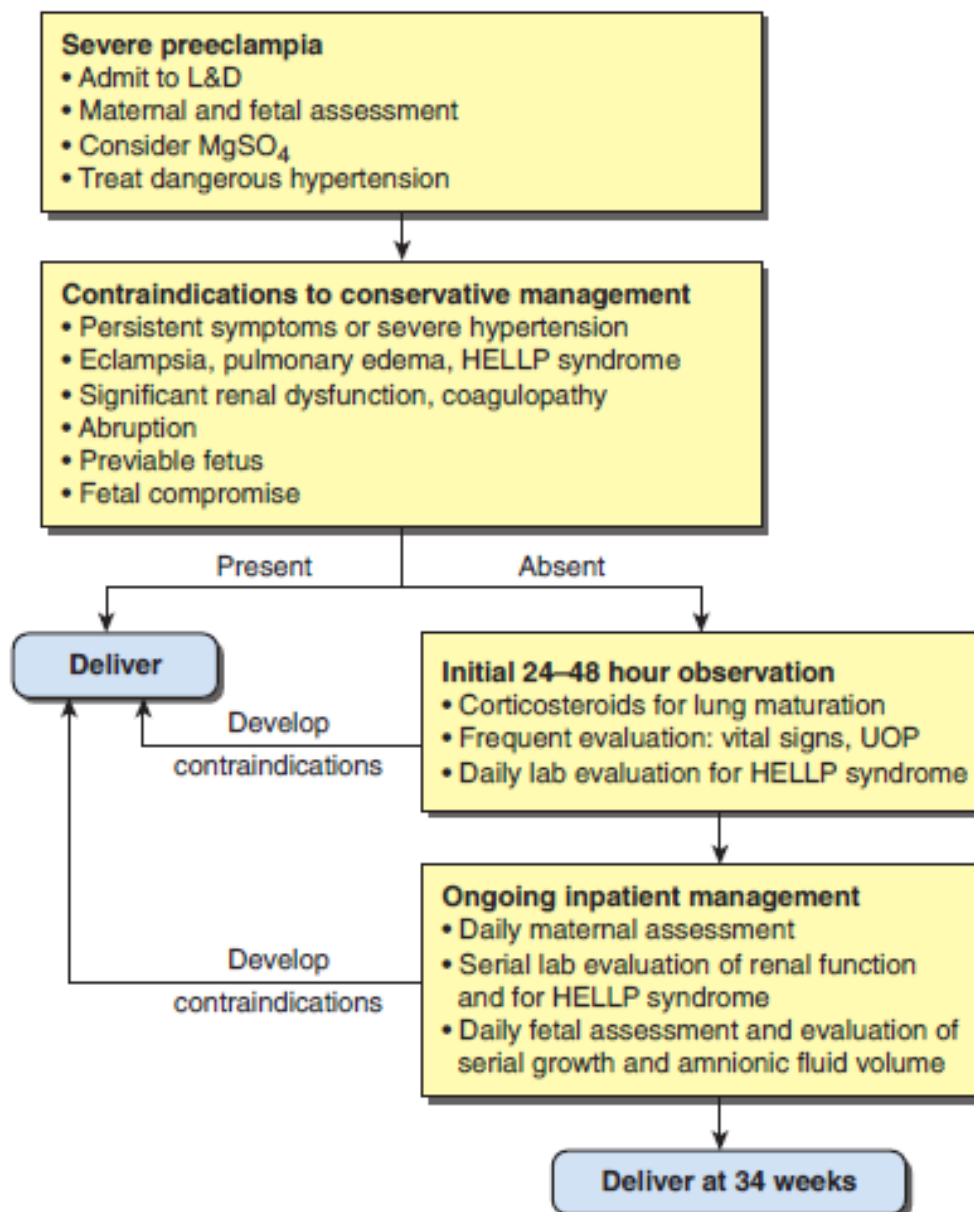 Severe preeclampia
• Admit to L&D
• Maternal and fetal assessment
• Consider MgSO4
• Treat dangerous hypertension
Contraindications to conservative management
• Persistent symptoms or severe hypertension
• Eclampsia, pulmonary edema, HELLP syndrome
• Significant renal dysfunction, coagulopathy
• Abruption
• Previable fetus
• Fetal compromise
Present
Absent
Deliver
Initial 24–48 hour observation
• Corticosteroids for lung maturation
• Frequent evaluation: vital signs, UOP
• Daily lab evaluation for HELLP syndrome
Develop
contraindications
Ongoing inpatient management
• Daily maternal assessment
• Serial lab evaluation of renal function
and for HELLP syndrome
• Daily fetal assessment and evaluation of
serial growth and amnionic fluid volume
Develop
contraindications
Deliver at 34 weeks